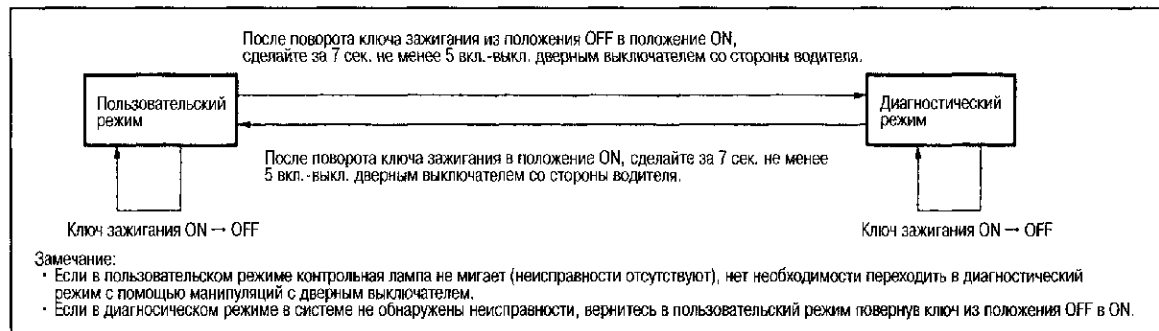 После поворота ключа зажигания из положения OFF в положение ON,
сделайте за 7 сек. не менее 5 вкл.-выкл. дверным выключателем со стороны водителя.
Пользовательский
режим
Диагностический
режим
После поворота ключа зажигания в положение ON, сделайте за 7 сек. не менее
5 вкл.-выкл. дверным выключателем со стороны водителя.
Ключ зажигания ON → OFF
Ключ зажигания ON → OFF
Замечание:
· Если в пользовательском режиме контрольная лампа не мигает (неисправности отсутствуют), нет необходимости переходить в диагностический
режим с помощью манипуляций с дверным выключателем.
· Если в диагносическом режиме в системе не обнаружены неисправности, вернитесь в пользовательский режим повернув ключ из положения OFF в ON.